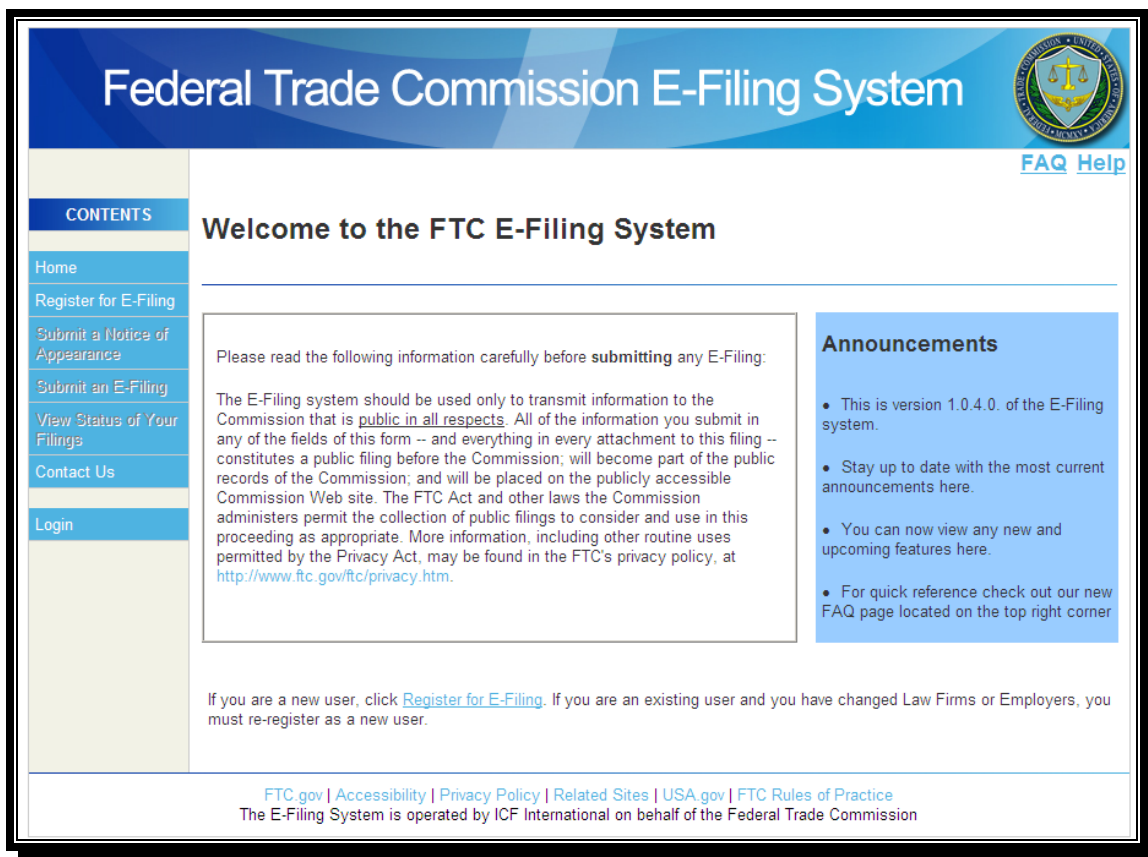 Federal Trade Commission E-Filing System
FEDERAL TRADE COMMISSION • UNITED STATES OF AMERICA • MCMXV •
FAQ Help
CONTENTS
Home
Register for E-Filing
Submit a Notice of
Appearance
Submit an E-Filing
View Status of Your
Filings
Contact Us
Login
Welcome to the FTC E-Filing System
Please read the following information carefully before submitting any E-Filing:
The E-Filing system should be used only to transmit information to the
Commission that is public in all respects. All of the information you submit in
any of the fields of this form -- and everything in every attachment to this filing --
constitutes a public filing before the Commission; will become part of the public
records of the Commission; and will be placed on the publicly accessible
Commission Web site. The FTC Act and other laws the Commission
administers permit the collection of public filings to consider and use in this
proceeding as appropriate. More information, including other routine uses
permitted by the Privacy Act, may be found in the FTC's privacy policy, at
http://www.ftc.gov/ftc/privacy.htm.
Announcements
• This is version 1.0.4.0. of the E-Filing
system.
• Stay up to date with the most current
announcements here.
• You can now view any new and
upcoming features here.
• For quick reference check out our new
FAQ page located on the top right corner
If you are a new user, click Register for E-Filing. If you are an existing user and you have changed Law Firms or Employers, you
must re-register as a new user.
FTC.gov | Accessibility | Privacy Policy | Related Sites | USA.gov | FTC Rules of Practice
The E-Filing System is operated by ICF International on behalf of the Federal Trade Commission